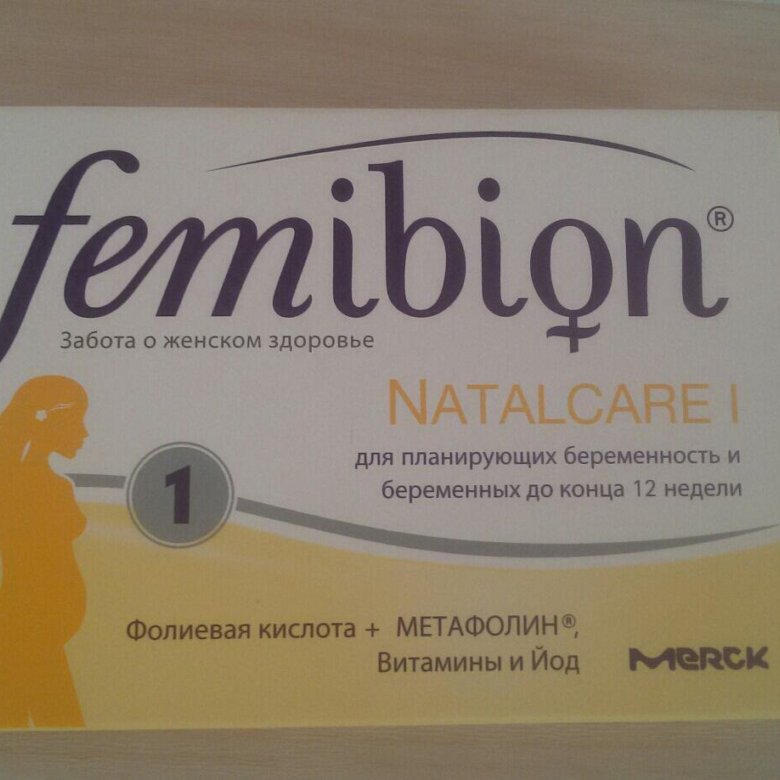 femibion®
Забота о женском здоровье
NATALCARE I
для планирующих беременность и
беременных до конца 12 недели
1
Фолиевая кислота + МЕТАФОЛИН®,
Витамины и Йод
MERCK